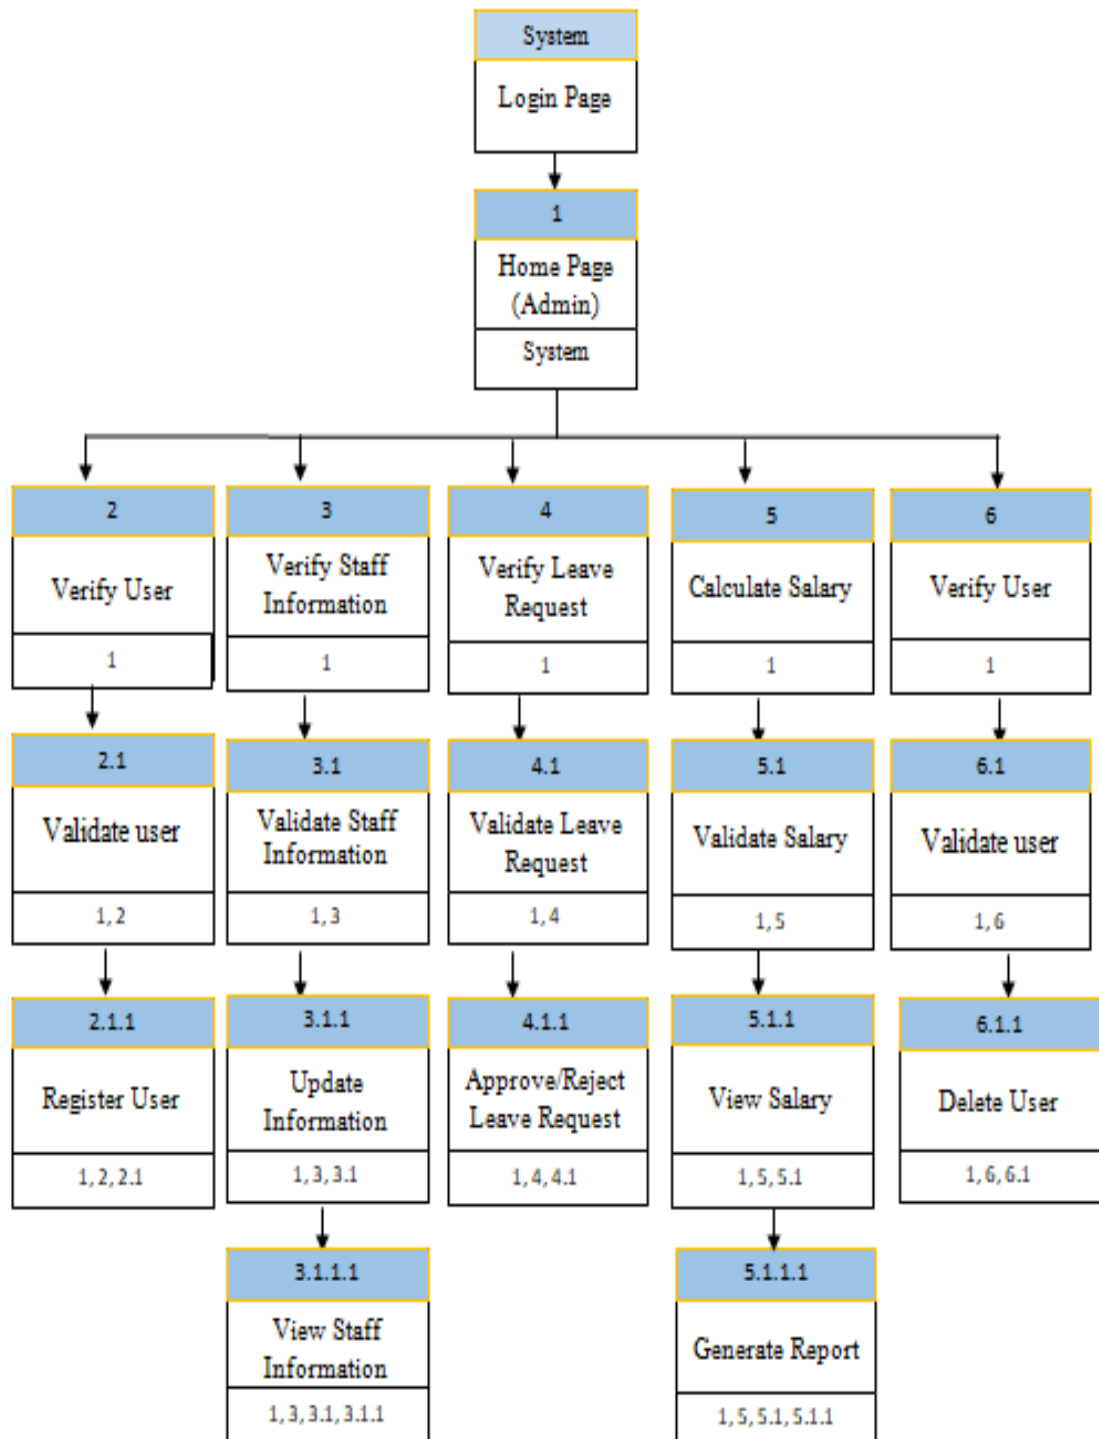 System
Login Page
1
Home Page
(Admin)
System
2
3
4
5
6
Verify User
Verify Staff
Information
Verify Leave
Request
Calculate Salary
Verify User
1
1
1
1
1
2.1
3.1
4.1
5.1
6.1
Validate user
Validate Staff
Information
Validate Leave
Request
Validate Salary
Validate user
1, 2
1, 3
1, 4
1, 5
1, 6
2.1.1
3.1.1
4.1.1
5.1.1
6.1.1
Register User
Update
Information
Approve/Reject
Leave Request
View Salary
Delete User
1, 2, 2.1
1, 3, 3.1
1, 4, 4.1
1, 5, 5.1
1, 6, 6.1
3.1.1.1
5.1.1.1
View Staff
Information
Generate Report
1, 3, 3.1, 3.1.1
1, 5, 5.1, 5.1.1